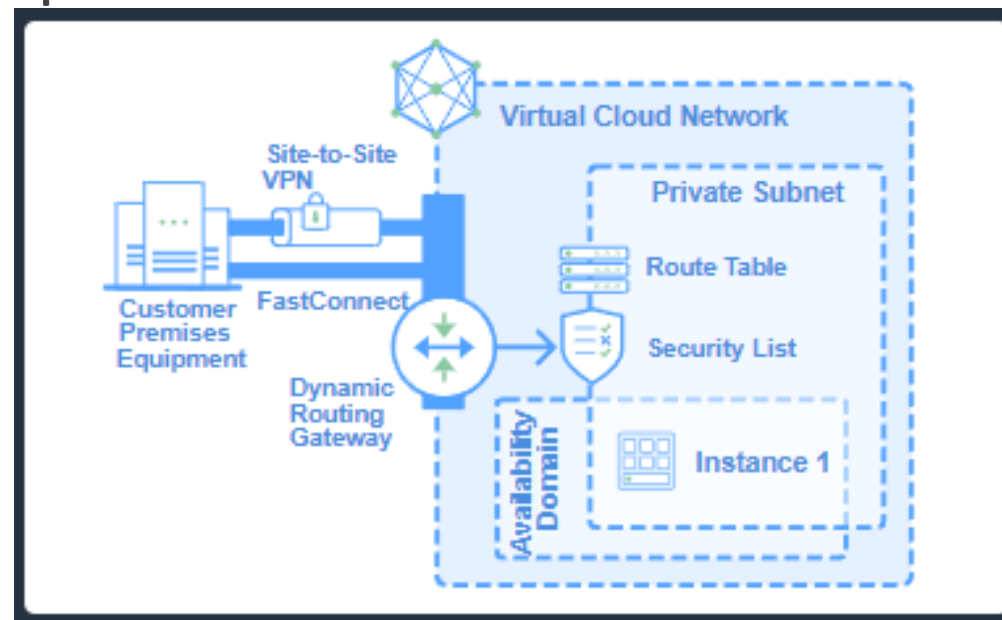 Virtual Cloud Network
Site-to-Site
VPN
Private Subnet
Route Table
FastConnect
Customer
Premises
Equipment
Security List
Dynamic
Routing
Gateway
Availability
Domain
Instance 1